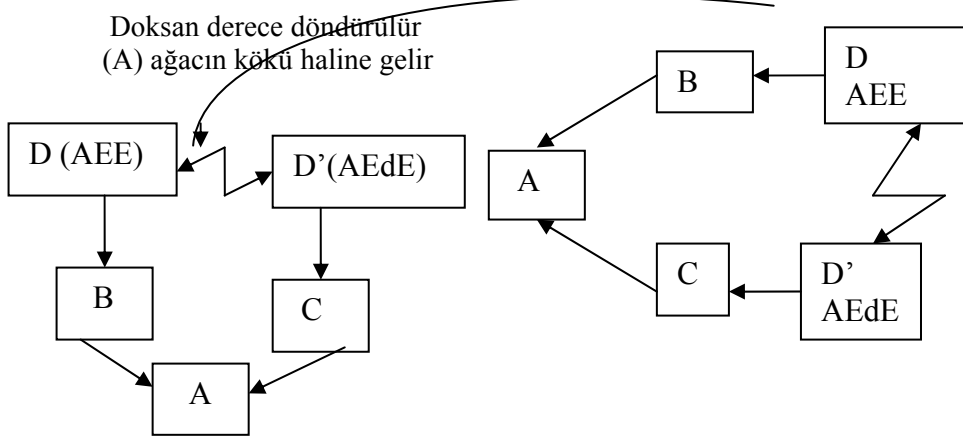 Doksan derece döndürülür
(A) ağacın kökü haline gelir
D (AEE)
D’(AEdE)
B
C
A
B
D
AEE
A
C
D’
AEdE